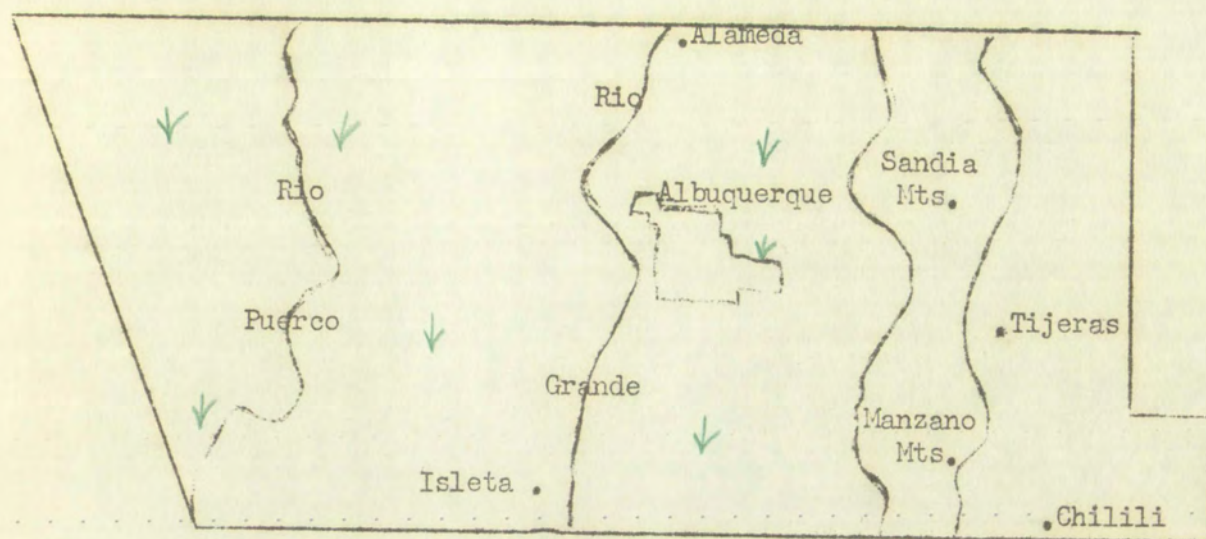 Alameda
Rio
Sandia
Mts.
Rio
Albuquerque
Puerco
Tijeras
Grande
Manzano
Mts.
Isleta
Chilili